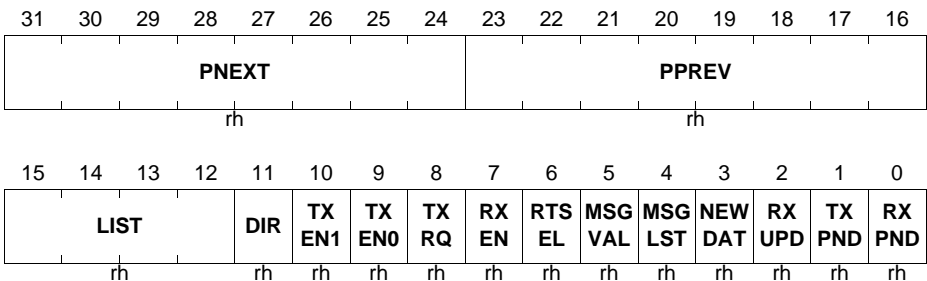 31 30 29 28 27 26 25 24 23 22 21 20 19 18 17 16
PNEXT PPREV
rh rh
15 14 13 12 11 10 9 8 7 6 5 4 3 2 1 0
LIST DIR TX EN1 TX EN0 TX RQ RX EN RTS EL MSG VAL MSG LST NEW DAT RX UPD TX PND RX PND
rh rh rh rh rh rh rh rh rh rh rh rh rh